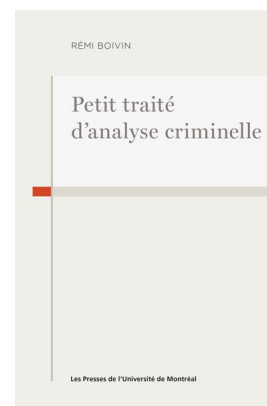 RÉMI BOIVIN
Petit traité
d'analyse criminelle
Les Presses de l'Université de Montréal